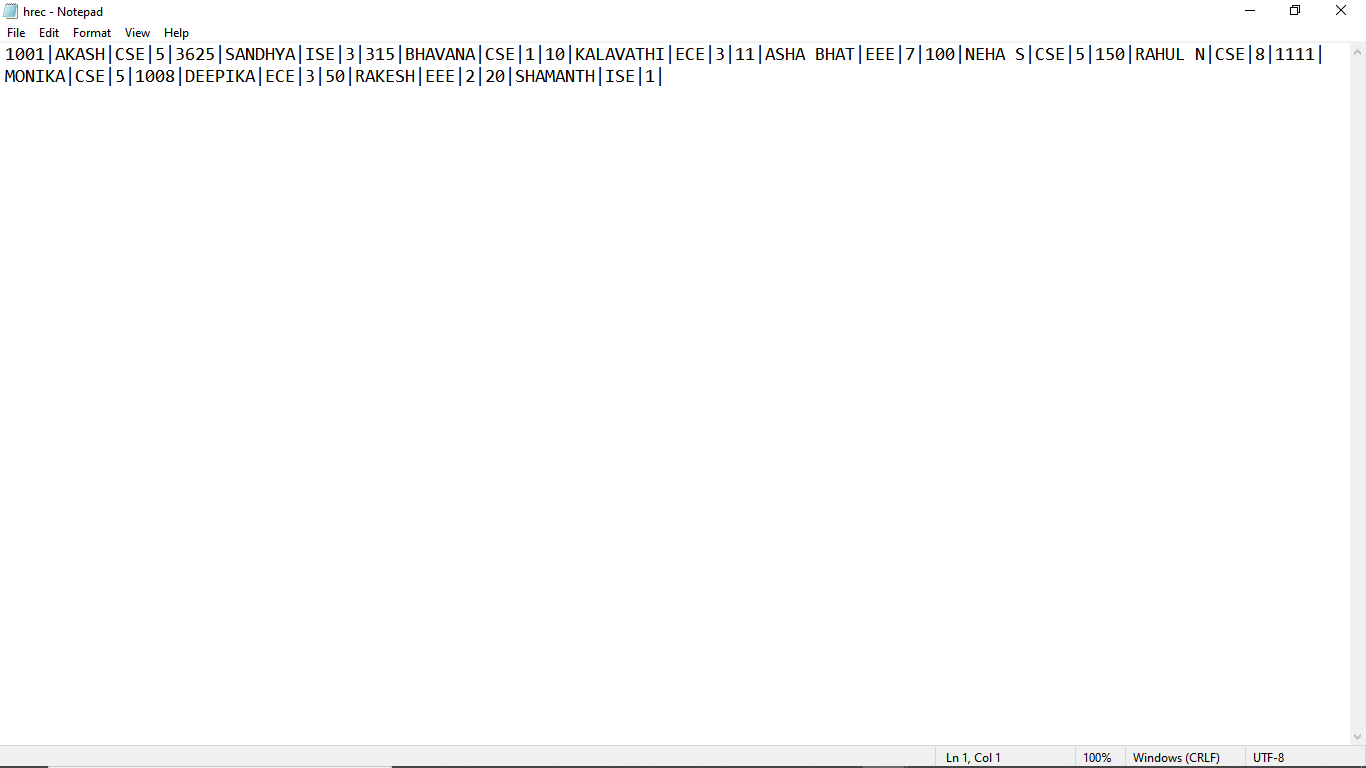 hrec - Notepad
File Edit Format View Help
1001|AKASH|CSE|5|3625|SANDHYA|ISE|3|315|BHAVANA|CSE|1|10|KALAVATHI|ECE|3|11|ASHA BHAT|EEE|7|100|NEHA S|CSE|5|150|RAHUL N|CSE|8|1111|
MONIKA|CSE|5|1008|DEEPIKA|ECE|3|50|RAKESH|EEE|2|20|SHAMANTH|ISE|1|
Ln 1, Col 1 100% Windows (CRLF) UTF-8